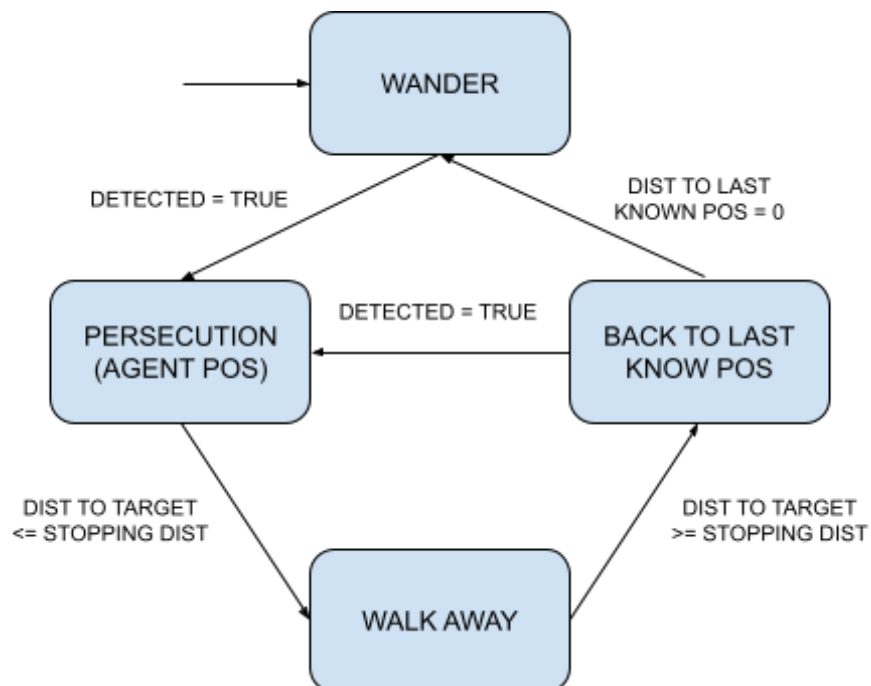 WANDER
DETECTED = TRUE
DIST TO LAST
KNOWN POS = 0
PERSECUTION
(AGENT POS)
DETECTED = TRUE
BACK TO LAST
KNOW POS
DIST TO TARGET
<= STOPPING DIST
DIST TO TARGET
>= STOPPING DIST
WALK AWAY